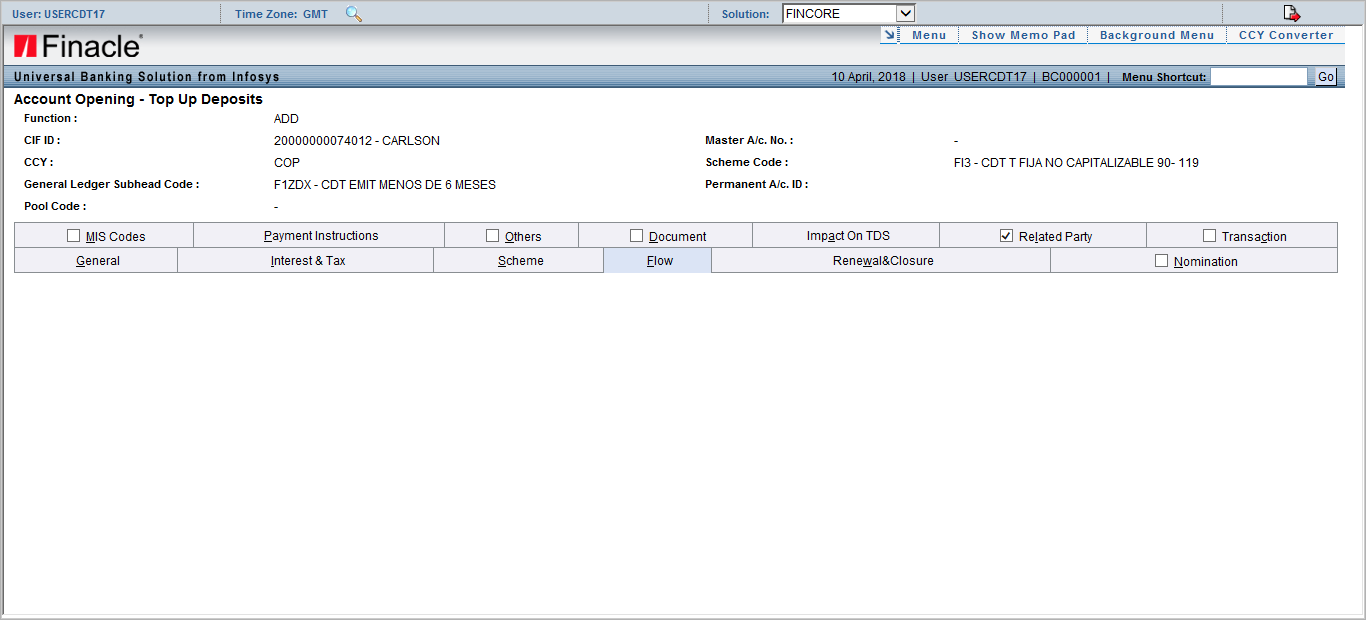 User: USERCDT17 Time Zone: GMT Solution: FINCORE
Finacle Menu Show Memo Pad Background Menu CCY Converter
Universal Banking Solution from Infosys 10 April, 2018 | User USERCDT17 | BC000001 | Menu Shortcut: Go
Account Opening - Top Up Deposits
Function : ADD
CIF ID : 20000000074012 - CARLSON Master A/c. No. : -
CCY : COP Scheme Code : FI3 - CDT T FIJA NO CAPITALIZABLE 90- 119
General Ledger Subhead Code : F1ZDX - CDT EMIT MENOS DE 6 MESES Permanent A/c. ID :
Pool Code : -
MIS Codes Payment Instructions Others Document Impact On TDS Related Party Transaction
General Interest & Tax Scheme Flow Renewal&Closure Nomination